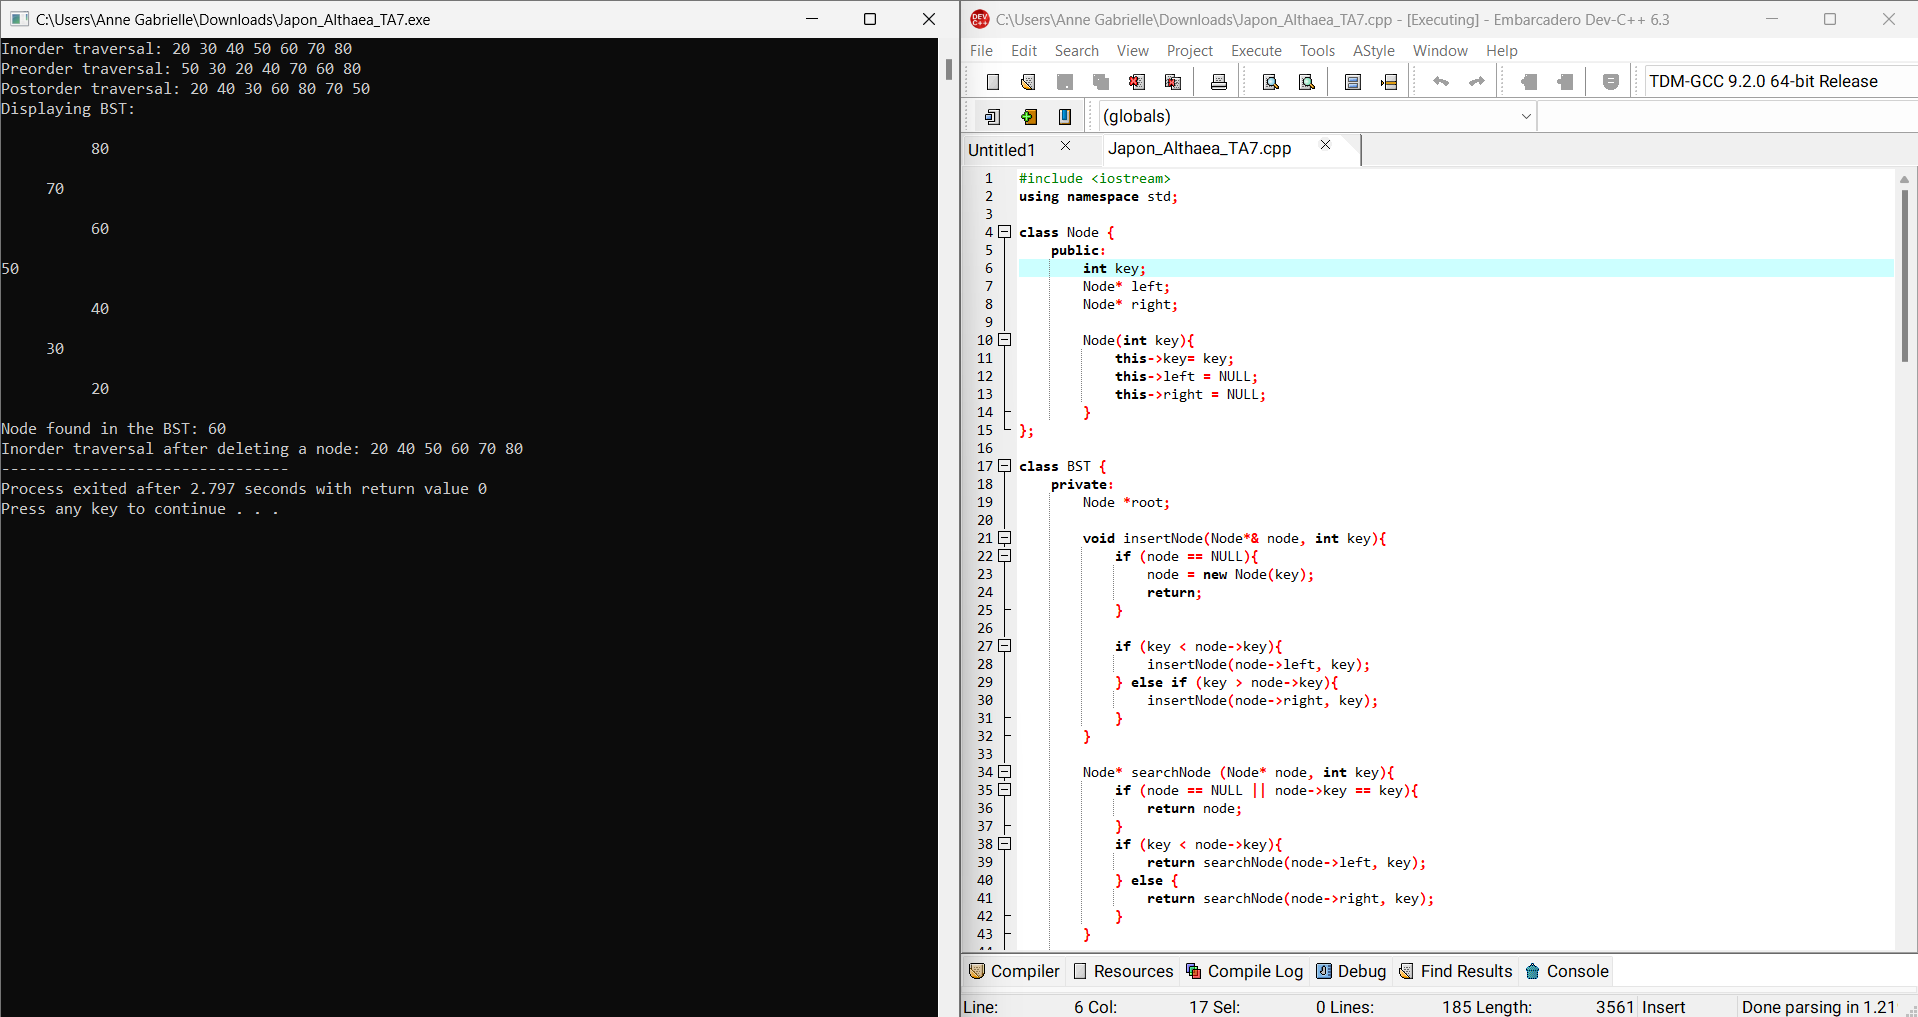 C:\Users\Anne Gabrielle\Downloads\Japon_Althaea_TA7.exe
Inorder traversal: 20 30 40 50 60 70 80
Preorder traversal: 50 30 20 40 70 60 80
Postorder traversal: 20 40 30 60 80 70 50
Displaying BST:
80
70
60
50
40
30
20
Node found in the BST: 60
Inorder traversal after deleting a node: 20 40 50 60 70 80
--------------------------------
Process exited after 2.797 seconds with return value 0
Press any key to continue . . .
DEV C++ C:\Users\Anne Gabrielle\Downloads\Japon_Althaea_TA7.cpp - [Executing] - Embarcadero Dev-C++ 6.3
File Edit Search View Project Execute Tools AStyle Window Help
TDM-GCC 9.2.0 64-bit Release
(globals)
Untitled1 Japon_Althaea_TA7.cpp
1 #include <iostream>
2 using namespace std;
3
4 class Node {
5 public:
6 int key;
7 Node* left;
8 Node* right;
9
10 Node(int key){
11 this->key= key;
12 this->left = NULL;
13 this->right = NULL;
14 }
15 };
16
17 class BST {
18 private:
19 Node *root;
20
21 void insertNode(Node*& node, int key){
22 if (node == NULL){
23 node = new Node(key);
24 return;
25 }
26
27 if (key < node->key){
28 insertNode(node->left, key);
29 } else if (key > node->key){
30 insertNode(node->right, key);
31 }
32 }
33
34 Node* searchNode (Node* node, int key){
35 if (node == NULL || node->key == key){
36 return node;
37 }
38 if (key < node->key){
39 return searchNode(node->left, key);
40 } else {
41 return searchNode(node->right, key);
42 }
43 }
Compiler Resources Compile Log Debug Find Results Console
Line: 6 Col: 17 Sel: 0 Lines: 185 Length: 3561 Insert Done parsing in 1.21